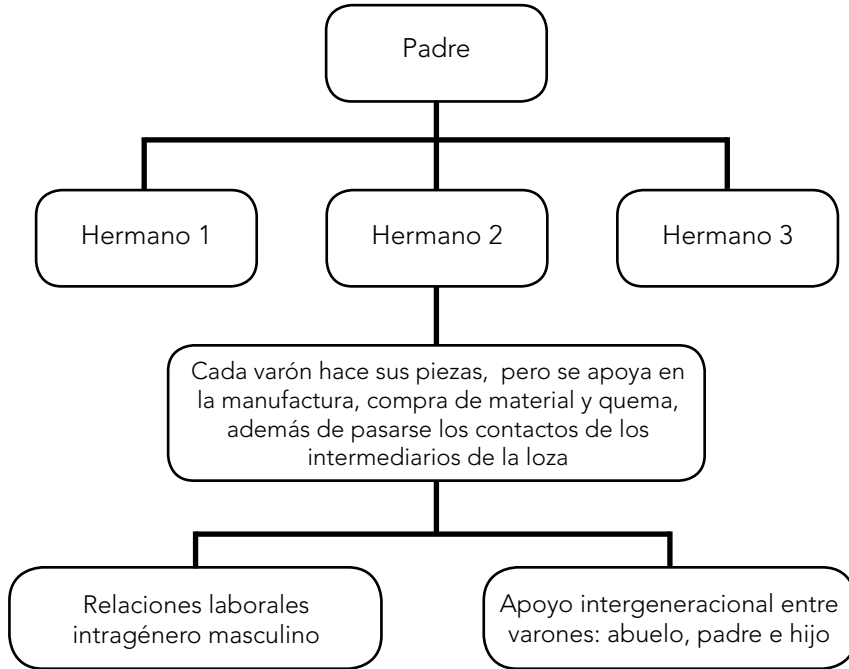 Padre
Hermano 1
Hermano 2
Hermano 3
Cada varón hace sus piezas, pero se apoya en
la manufactura, compra de material y quema,
además de pasarse los contactos de los
intermediarios de la loza
Relaciones laborales
intragénero masculino
Apoyo intergeneracional entre
varones: abuelo, padre e hijo